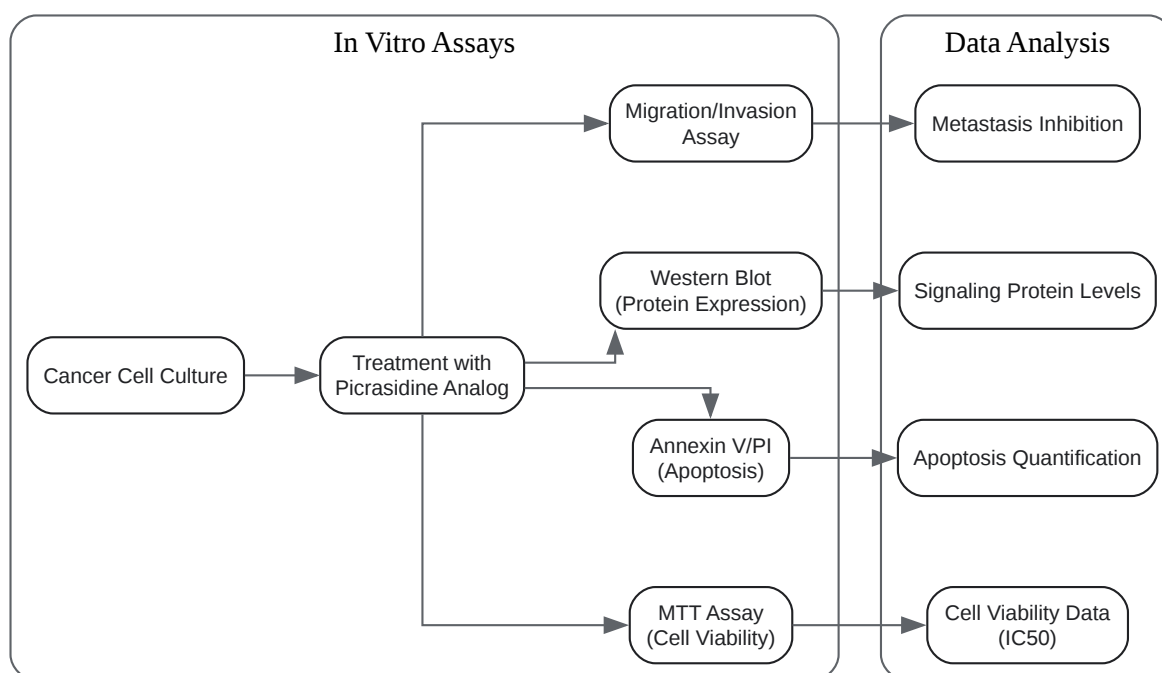 In Vitro Assays
Data Analysis
Migration/Invasion
Assay
Metastasis Inhibition
Western Blot
(Protein Expression)
Signaling Protein Levels
Cancer Cell Culture
Treatment with
Picrasidine Analog
Annexin V/PI
(Apoptosis)
Apoptosis Quantification
MTT Assay
(Cell Viability)
Cell Viability Data
(IC50)